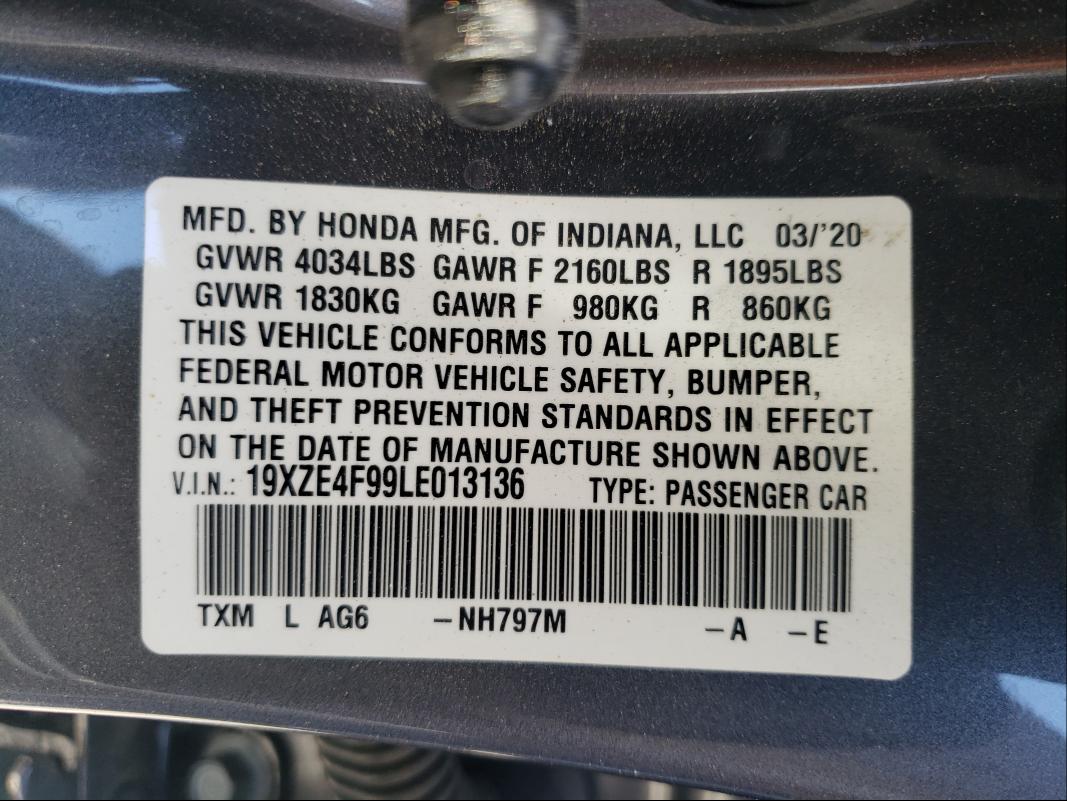 MFD. BY HONDA MFG. OF INDIANA, LLC 03/'20
GVWR 4034LBS GAWR F 2160LBS R 1895LBS
GVWR 1830KG GAWR F 980KG R 860KG
THIS VEHICLE CONFORMS TO ALL APPLICABLE
FEDERAL MOTOR VEHICLE SAFETY, BUMPER,
AND THEFT PREVENTION STANDARDS IN EFFECT
ON THE DATE OF MANUFACTURE SHOWN ABOVE.
V.I.N.: 19XZE4F99LE013136 TYPE: PASSENGER CAR
TXM L AG6 –NH797M –A –E